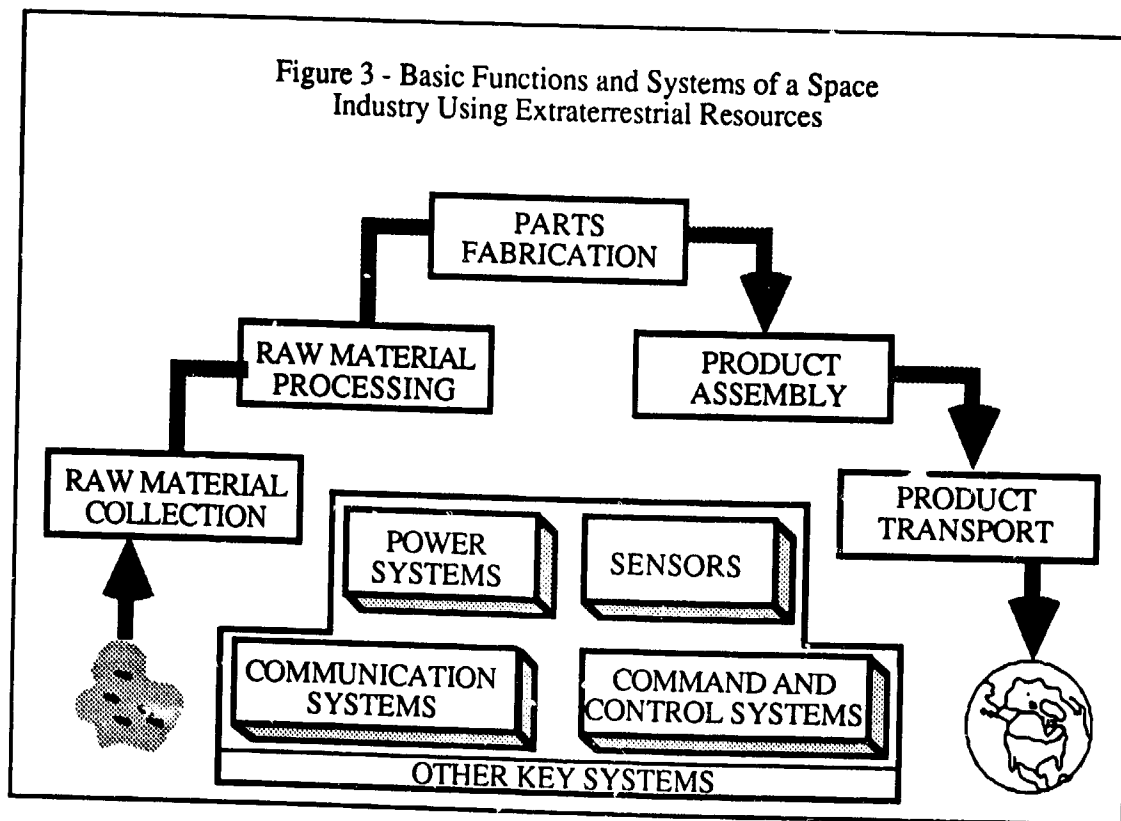 Figure 3 - Basic Functions and Systems of a Space
Industry Using Extraterrestrial Resources
PARTS
FABRICATION
RAW MATERIAL
PROCESSING
PRODUCT
ASSEMBLY
RAW MATERIAL
COLLECTION
PRODUCT
TRANSPORT
POWER
SYSTEMS
SENSORS
COMMUNICATION
SYSTEMS
COMMAND AND
CONTROL SYSTEMS
OTHER KEY SYSTEMS